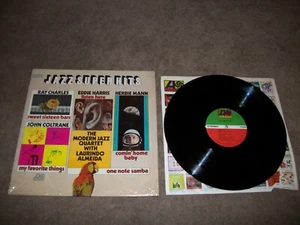 JAZZ SUPER HITS
RAY CHARLES
sweet sixteen bars
EDDIE HARRIS
listen here
HERBIE MANN
comin' home
baby
JOHN COLTRANE
my favorite things
THE
MODERN JAZZ
QUARTET
WITH
LAURINDO
ALMEIDA
one note samba